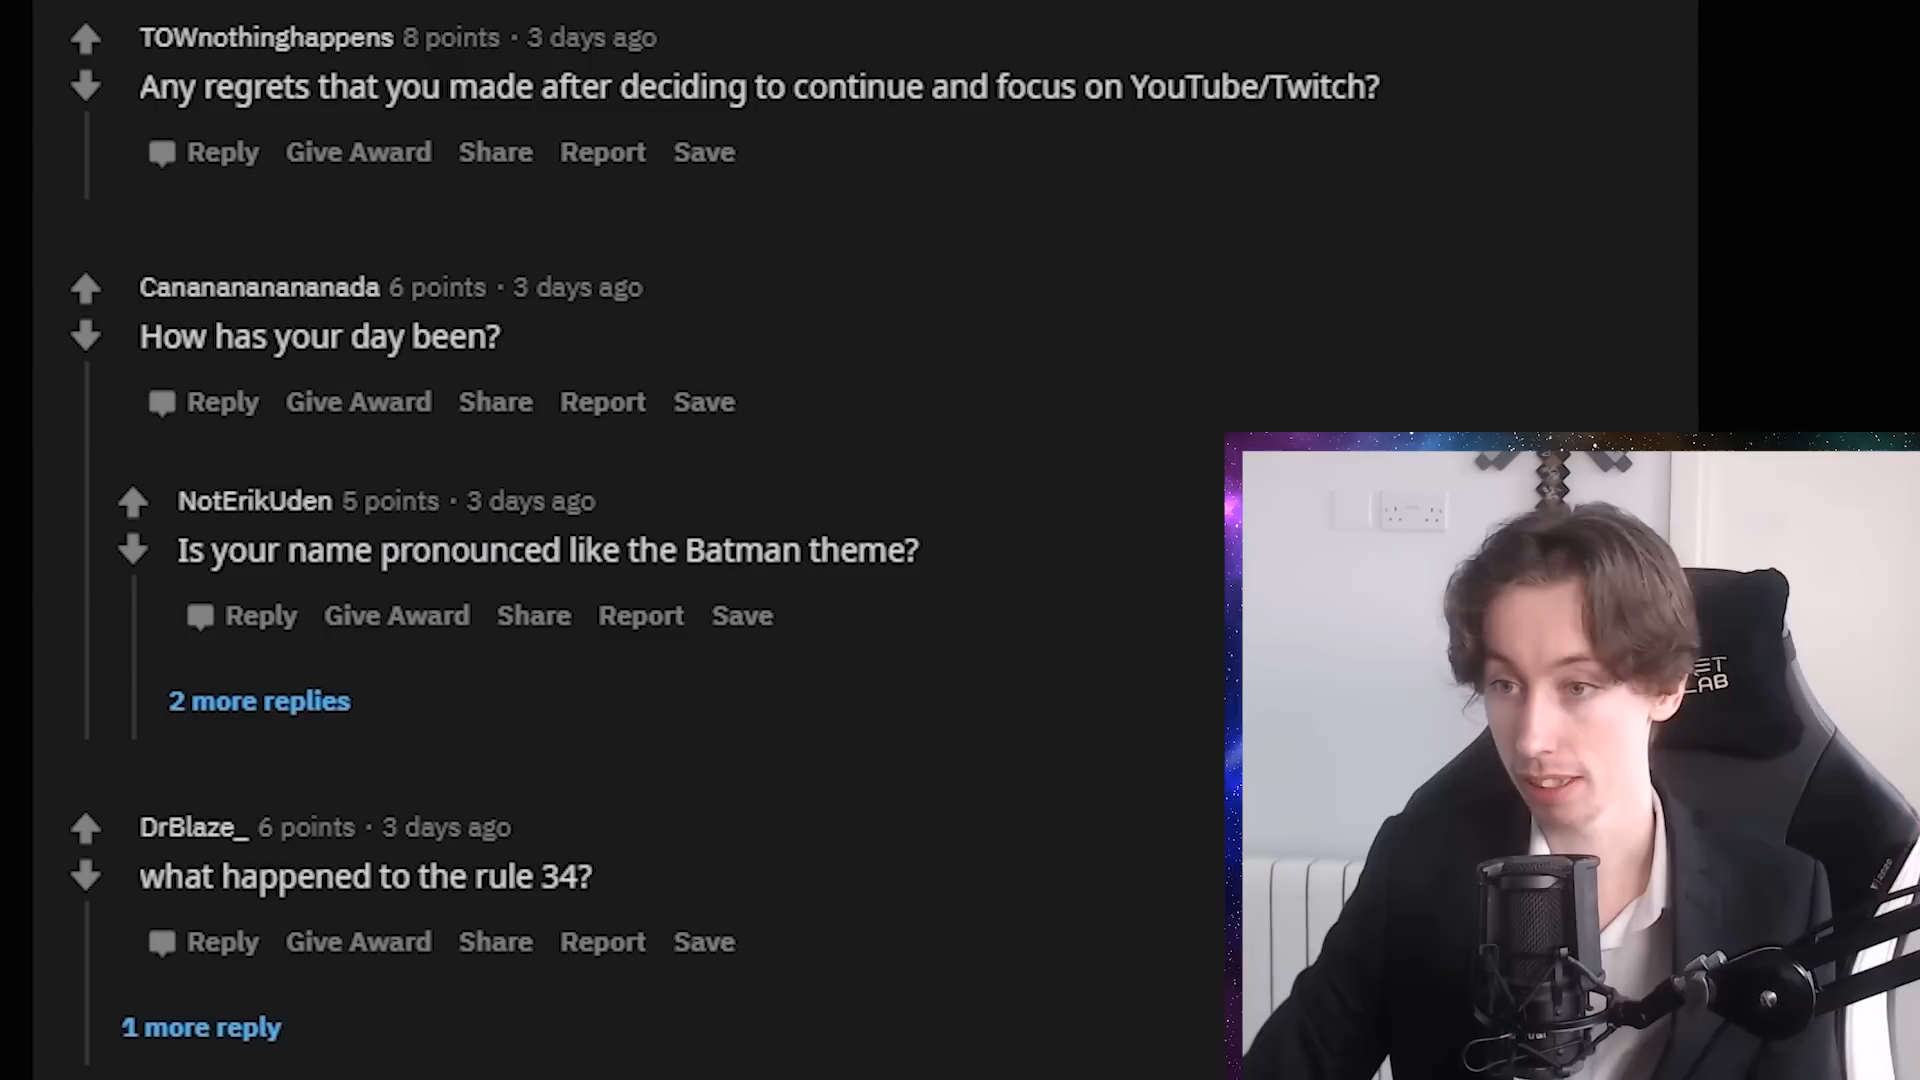 TOWnothinghappens 8 points · 3 days ago
Any regrets that you made after deciding to continue and focus on YouTube/Twitch?
Reply Give Award Share Report Save
Canananananananada 6 points · 3 days ago
How has your day been?
Reply Give Award Share Report Save
NotErikUden 5 points · 3 days ago
Is your name pronounced like the Batman theme?
Reply Give Award Share Report Save
2 more replies
DrBlaze_ 6 points · 3 days ago
what happened to the rule 34?
Reply Give Award Share Report Save
1 more reply
LAB